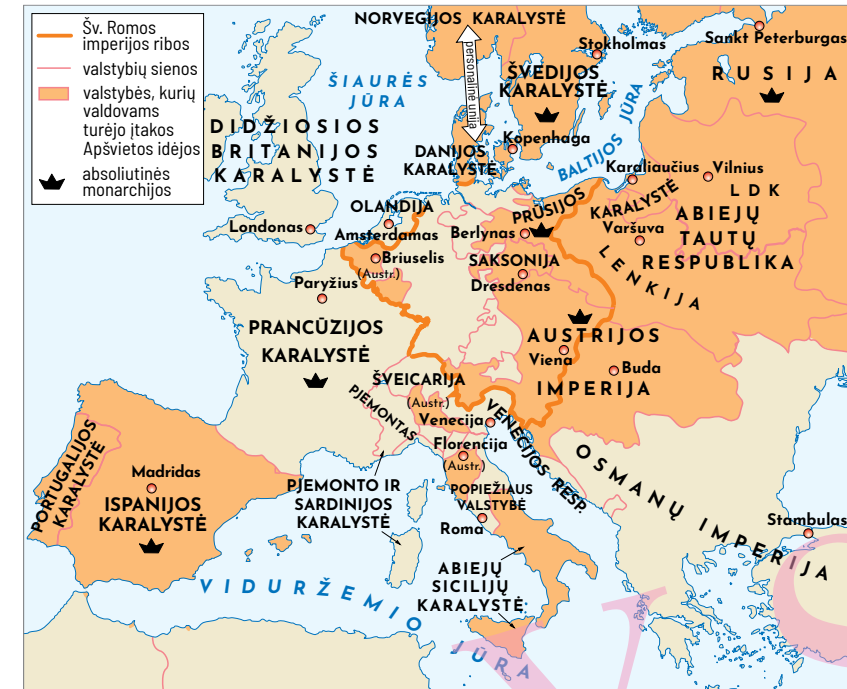 Šv. Romos
imperijos ribos
valstybių sienos
valstybės, kurių
valdovams
turėjo įtakos
Apšvietos idėjos
absoliutinės
monarchijos
NORVEGIJOS KARALYSTĖ
personalinė unija
Stokholmas
Sankt Peterburgas
ŠVEDIJOS
KARALYSTĖ
RUSIJA
ŠIAURĖS
JŪRA
DIDŽIOSIOS
BRITANIJOS
KARALYSTĖ
DANIJOS
KARALYSTĖ
Kopenhaga
BALTIJOS JŪRA
Karaliaučius
Vilnius
LDK
OLANDIJA
Londonas
Amsterdamas
Berlynas
PRŪSIJOS
KARALYSTĖ
Varšuva
ABIEJŲ
TAUTŲ
RESPUBLIKA
LENKIJA
Briuselis
(Austr.)
SAKSONIJA
Dresdenas
Paryžius
PRANCŪZIJOS
KARALYSTĖ
AUSTRIJOS
IMPERIJA
Viena
Buda
ŠVEICARIJA
(Austr.)
PJEMONTAS
Venecija
VENECIJOS RESP.
Florencija
(Austr.)
OSMANŲ IMPERIJA
PORTUGALIJOS
KARALYSTĖ
Madridas
ISPANIJOS
KARALYSTĖ
PJEMONTO IR
SARDINIJOS
KARALYSTĖ
POPIEŽIAUS
VALSTYBĖ
Roma
Stambulas
ABIEJŲ
SICILIJŲ
KARALYSTĖ
VIDURŽEMIO JŪRA